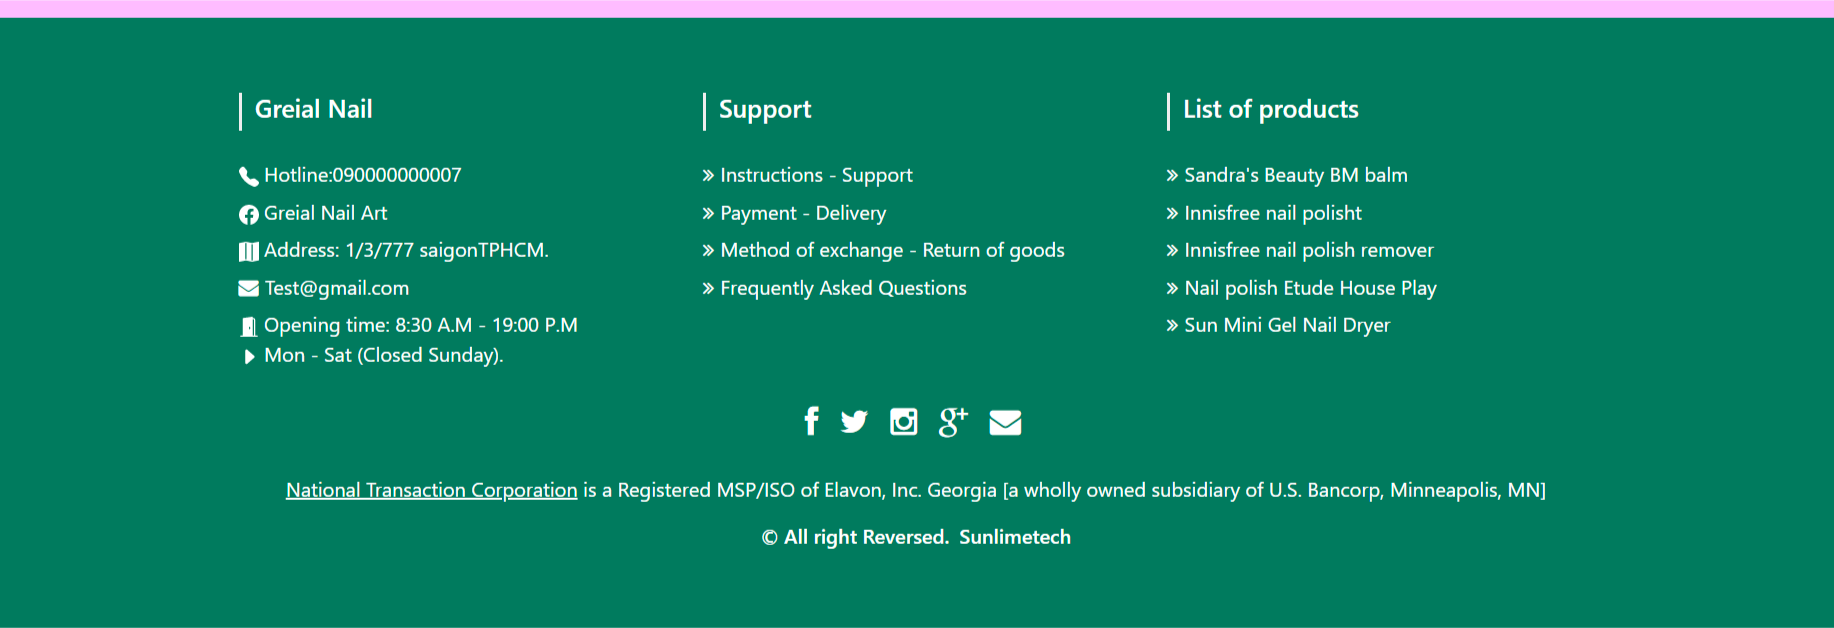 Greial Nail
Hotline:090000000007
Greial Nail Art
Address: 1/3/777 saigonTPHCM.
Test@gmail.com
Opening time: 8:30 A.M - 19:00 P.M
Mon - Sat (Closed Sunday).
Support
» Instructions - Support
» Payment - Delivery
» Method of exchange - Return of goods
» Frequently Asked Questions
List of products
» Sandra's Beauty BM balm
» Innisfree nail polisht
» Innisfree nail polish remover
» Nail polish Etude House Play
» Sun Mini Gel Nail Dryer
National Transaction Corporation is a Registered MSP/ISO of Elavon, Inc. Georgia [a wholly owned subsidiary of U.S. Bancorp, Minneapolis, MN]
© All right Reversed. Sunlimetech